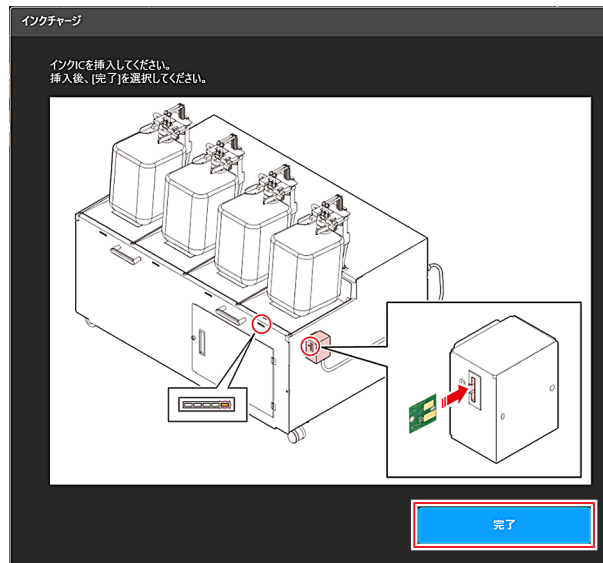 インクチャージ
インクICを挿入してください。
挿入後、[完了]を選択してください。
完了